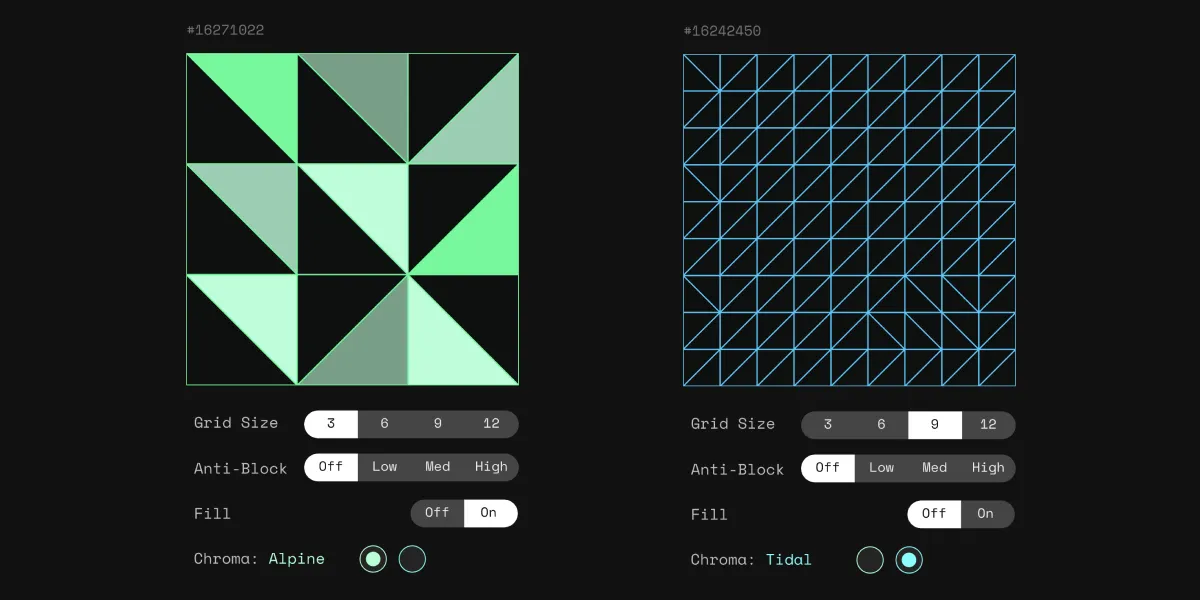 #16271022
Grid Size 3 6 9 12
Anti-Block Off Low Med High
Fill Off On
Chroma: Alpine
#16242450
Grid Size 3 6 9 12
Anti-Block Off Low Med High
Fill Off On
Chroma: Tidal